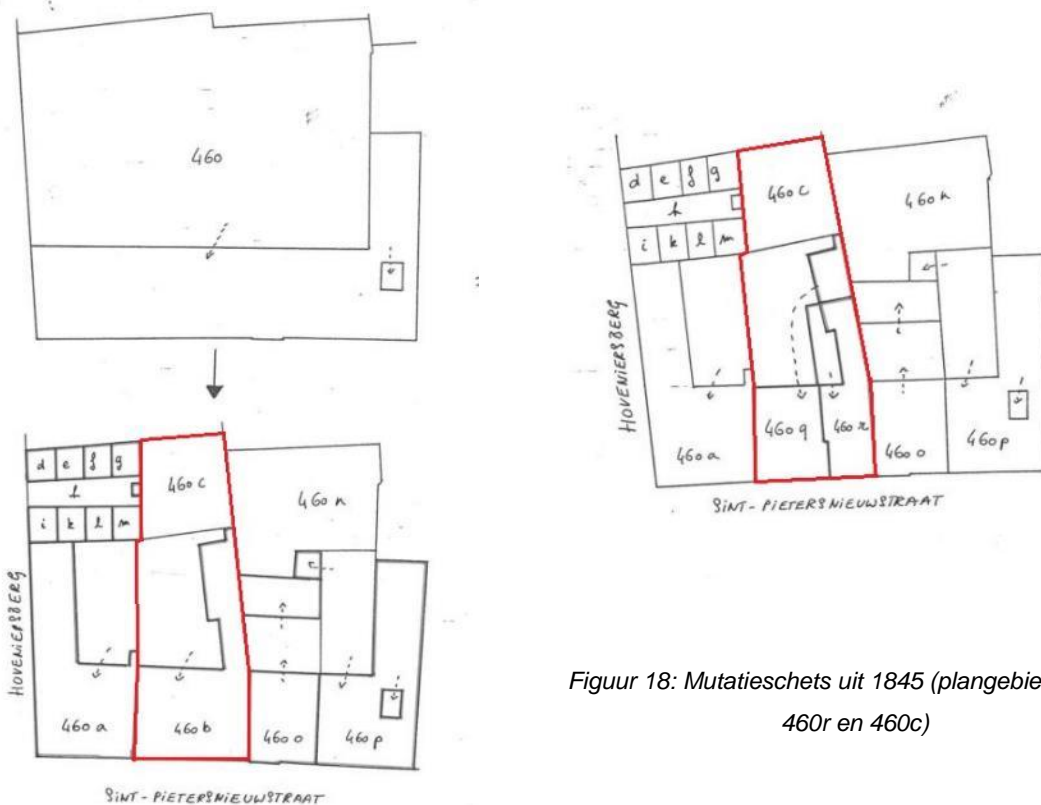 460
d e f g
h
i k l m
460 c
460 n
HOVENIERSBERG
460 a
460 b
460 o
460 p
SINT-PIETERSNIEUWSTRAAT
d e f g
h
i k l m
460 c
460 n
HOVENIERSBERG
460 a
460 q
460 r
460 o
460 p
SINT-PIETERSNIEUWSTRAAT
Figuur 18: Mutatieschets uit 1845 (plangebie
460r en 460c)